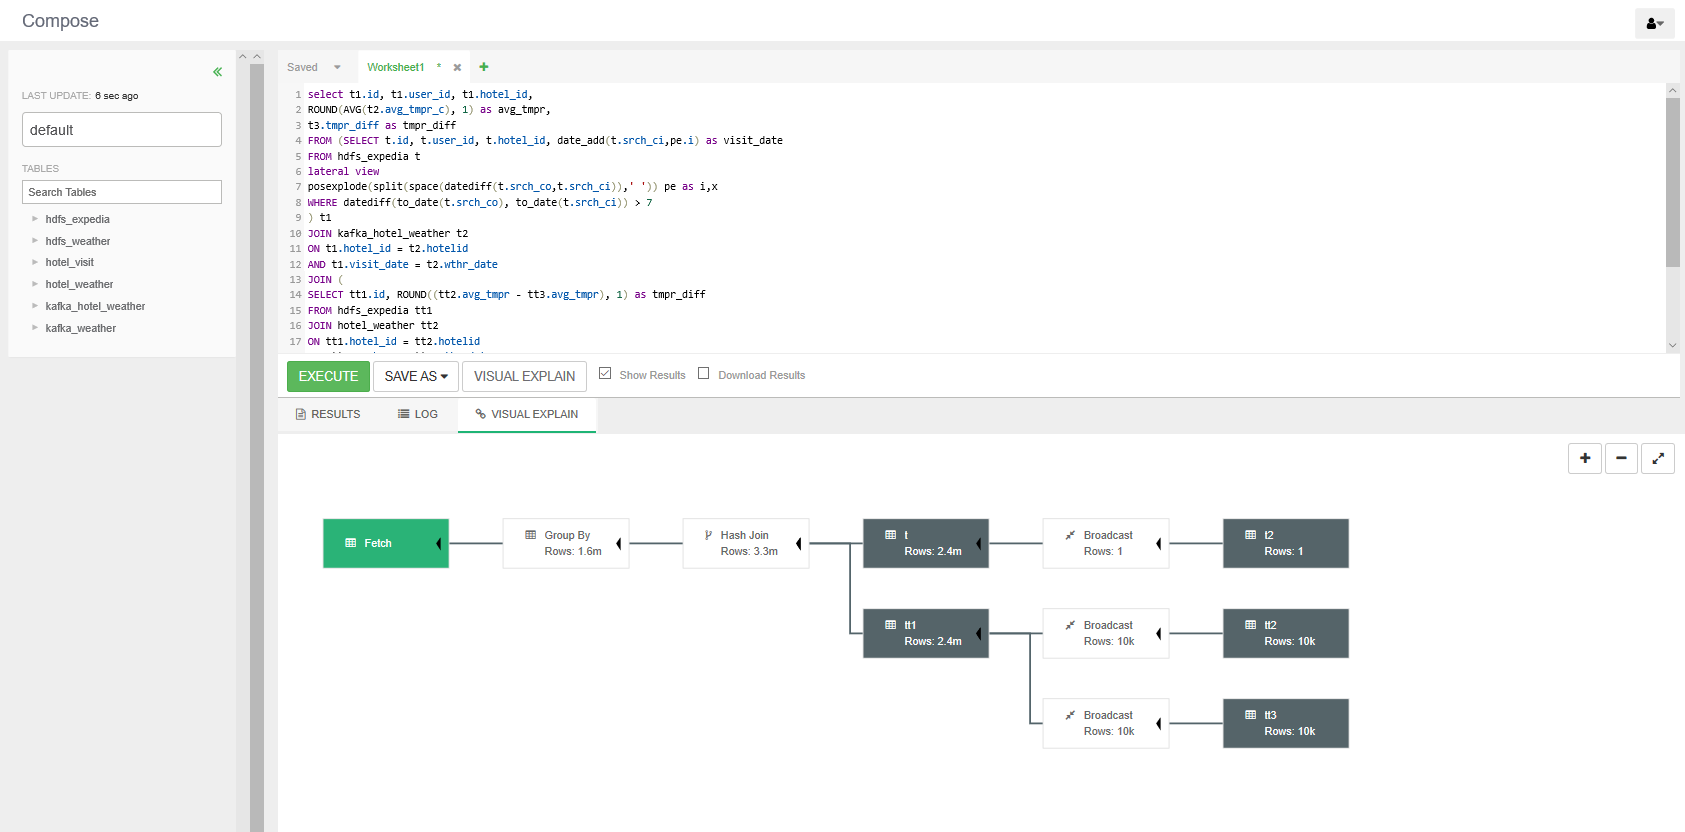 Compose
LAST UPDATE: 6 sec ago
default
TABLES
Search Tables
hdfs_expedia
hdfs_weather
hotel_visit
hotel_weather
kafka_hotel_weather
kafka_weather
Saved
Worksheet1 *
1 select t1.id, t1.user_id, t1.hotel_id,
2 ROUND(AVG(t2.avg_tmpr_c), 1) as avg_tmpr,
3 t3.tmpr_diff as tmpr_diff
4 FROM (SELECT t.id, t.user_id, t.hotel_id, date_add(t.srch_ci,pe.i) as visit_date
5 FROM hdfs_expedia t
6 lateral view
7 posexplode(split(space(datediff(t.srch_co,t.srch_ci)),' ')) pe as i,x
8 WHERE datediff(to_date(t.srch_co), to_date(t.srch_ci)) > 7
9 ) t1
10 JOIN kafka_hotel_weather t2
11 ON t1.hotel_id = t2.hotelid
12 AND t1.visit_date = t2.wthr_date
13 JOIN (
14 SELECT tt1.id, ROUND((tt2.avg_tmpr - tt3.avg_tmpr), 1) as tmpr_diff
15 FROM hdfs_expedia tt1
16 JOIN hotel_weather tt2
17 ON tt1.hotel_id = tt2.hotelid
EXECUTE SAVE AS VISUAL EXPLAIN Show Results Download Results
RESULTS LOG VISUAL EXPLAIN
Fetch
Group By
Rows: 1.6m
Hash Join
Rows: 3.3m
t
Rows: 2.4m
Broadcast
Rows: 1
t2
Rows: 1
tt1
Rows: 2.4m
Broadcast
Rows: 10k
tt2
Rows: 10k
Broadcast
Rows: 10k
tt3
Rows: 10k